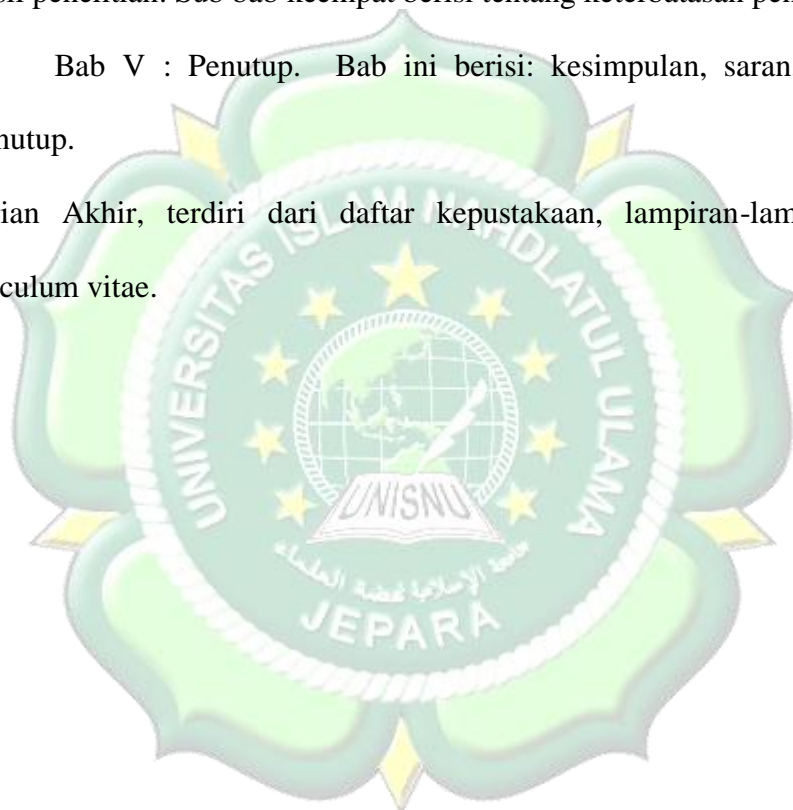 penelitian. Sub bab keempat berisi tentang keterbatasan pen
Bab V : Penutup. Bab ini berisi: kesimpulan, saran
nutup.
ian Akhir, terdiri dari daftar kepustakaan, lampiran-lam
culum vitae.
UNIVERSITAS ISLAM NAHDLATUL ULAMA
UNISNU
JEPARA